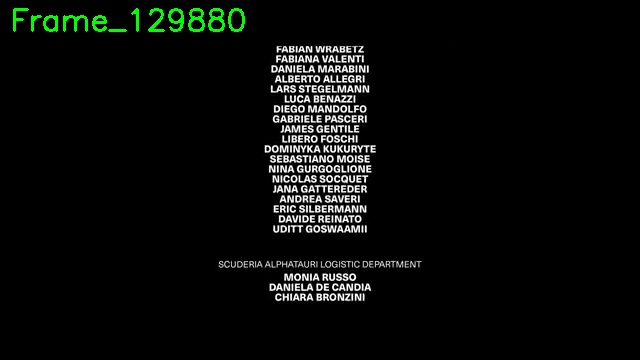 Frame_129880
FABIAN WRABETZ
FABIANA VALENTI
DANIELA MARABINI
ALBERTO ALLEGRI
LARS STEGELMANN
LUCA BENAZZI
DIEGO MANDOLFO
GABRIELE PASCERI
JAMES GENTILE
LIBERO FOSCHI
DOMINYKA KUKURYTE
SEBASTIANO MOISE
NINA GURGOGLIONE
NICOLAS SOCQUET
JANA GATTEREDER
ANDREA SAVERI
ERIC SILBERMANN
DAVIDE REINATO
UDITT GOSWAAMII
SCUDERIA ALPHATAURI LOGISTIC DEPARTMENT
MONIA RUSSO
DANIELA DE CANDIA
CHIARA BRONZINI